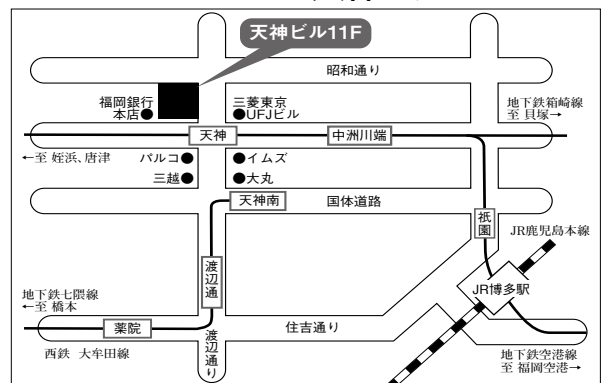 天神ビル11F
昭和通り
福岡銀行
本店●
三菱東京
●UFJビル
地下鉄箱崎線
至 貝塚→
天神
中洲川端
←至 姪浜、唐津
パルコ●
●イムズ
三越●
●大丸
天神南
国体道路
祇園
JR鹿児島本線
渡辺通
JR博多駅
地下鉄七隈線
←至 橋本
薬院
住吉通り
渡辺通り
西鉄 大牟田線
地下鉄空港線
至 福岡空港→